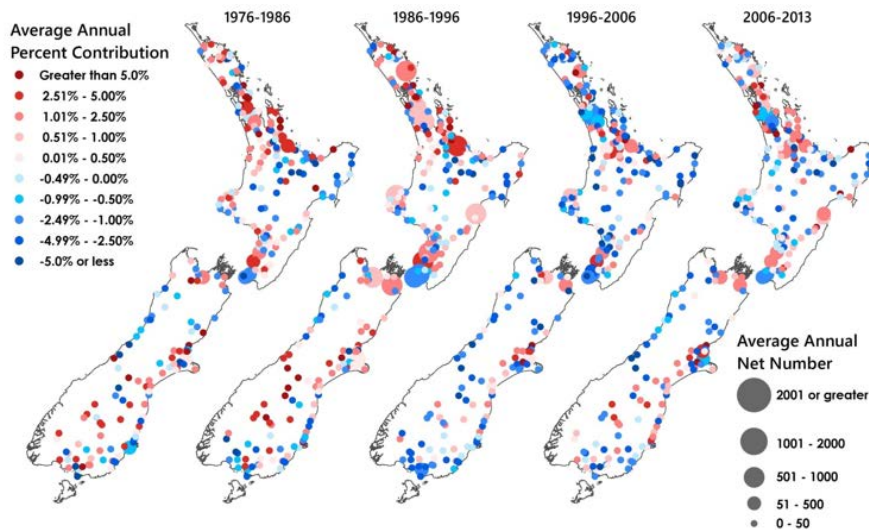 1976-1986
1986-1996
1996-2006
2006-2013
Average Annual
Percent Contribution
Greater than 5.0%
2.51% - 5.00%
1.01% - 2.50%
0.51% - 1.00%
0.01% - 0.50%
-0.49% - 0.00%
-0.99% - -0.50%
-2.49% - -1.00%
-4.99% - -2.50%
-5.0% or less
Average Annual
Net Number
2001 or greater
1001 - 2000
501 - 1000
51 - 500
0 - 50